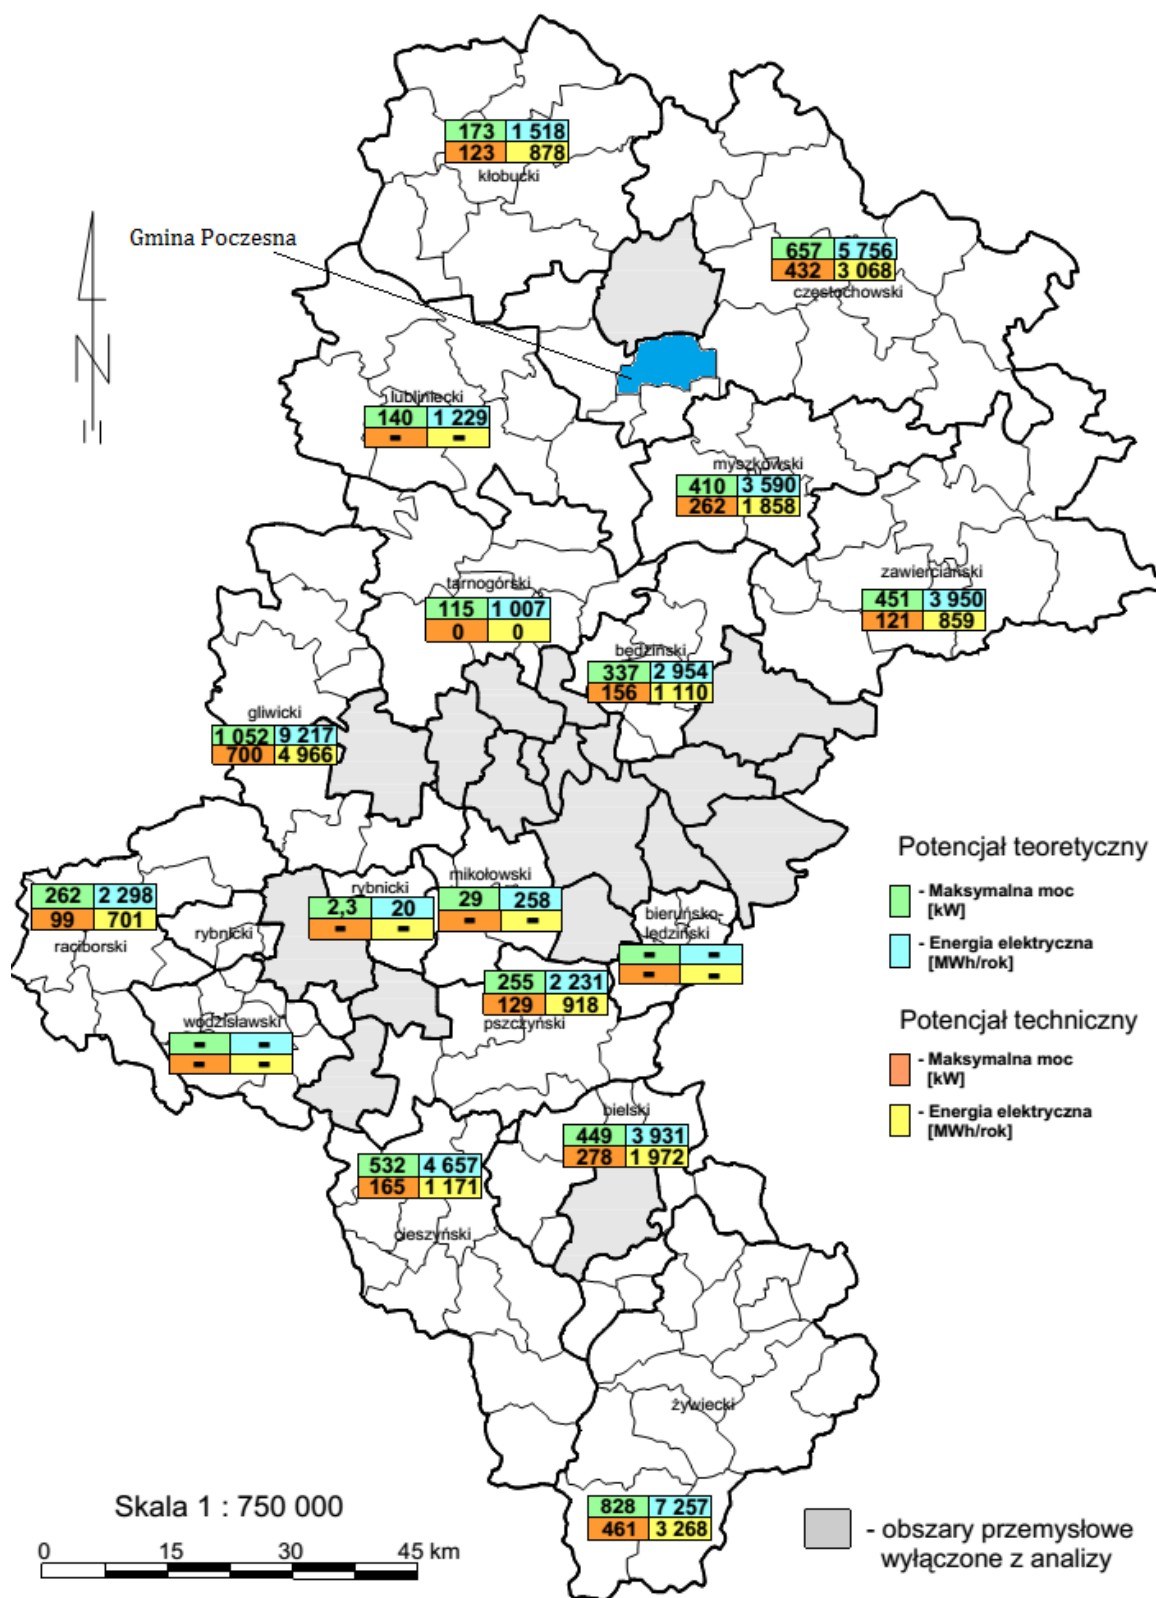 173 1 518
123 878
kłobucki
Gmina Poczesna
657 5 756
432 3 068
częstochowski
lubliniecki
140 1 229
- -
myszkowski
410 3 590
262 1 858
zawierciański
451 3 950
121 859
tarnogórski
115 1 007
0 0
będziński
337 2 954
156 1 110
gliwicki
1 052 9 217
700 4 966
N
Potencjał teoretyczny
- Maksymalna moc
[kW]
- Energia elektryczna
[MWh/rok]
Potencjał techniczny
- Maksymalna moc
[kW]
- Energia elektryczna
[MWh/rok]
262 2 298
99 701
raciborski
rybnicki
rybnicki
2,3 20
- -
mikołowski
29 258
- -
bieruńsko-
lędziński
- -
- -
255 2 231
129 918
pszczyński
wodzisławski
- -
- -
bielski
449 3 931
278 1 972
532 4 657
165 1 171
cieszyński
żywiecki
828 7 257
461 3 268
Skala 1 : 750 000
0 15 30 45 km
- obszary przemysłowe
wyłączone z analizy